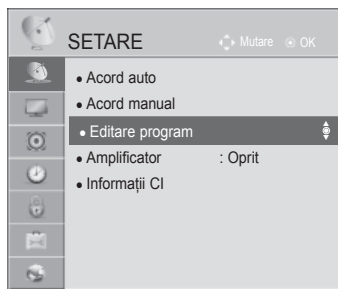 SETARE Mutare OK
• Acord auto
• Acord manual
• Editare program
• Amplificator : Oprit
• Informații CI